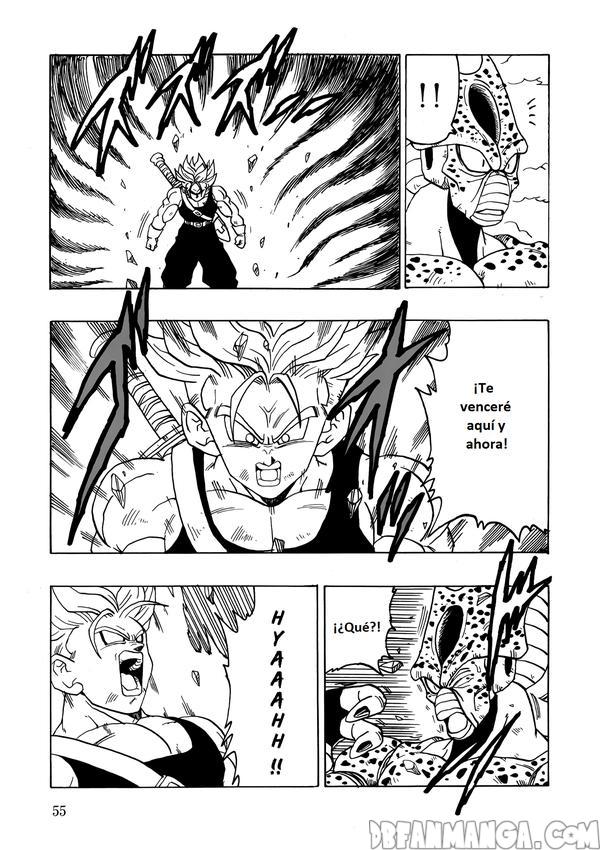 !!
¡Te
venceré
aquí y
ahora!
¡¿Qué?!
HYAAAHH!!
55
DBFANMANGA.COM